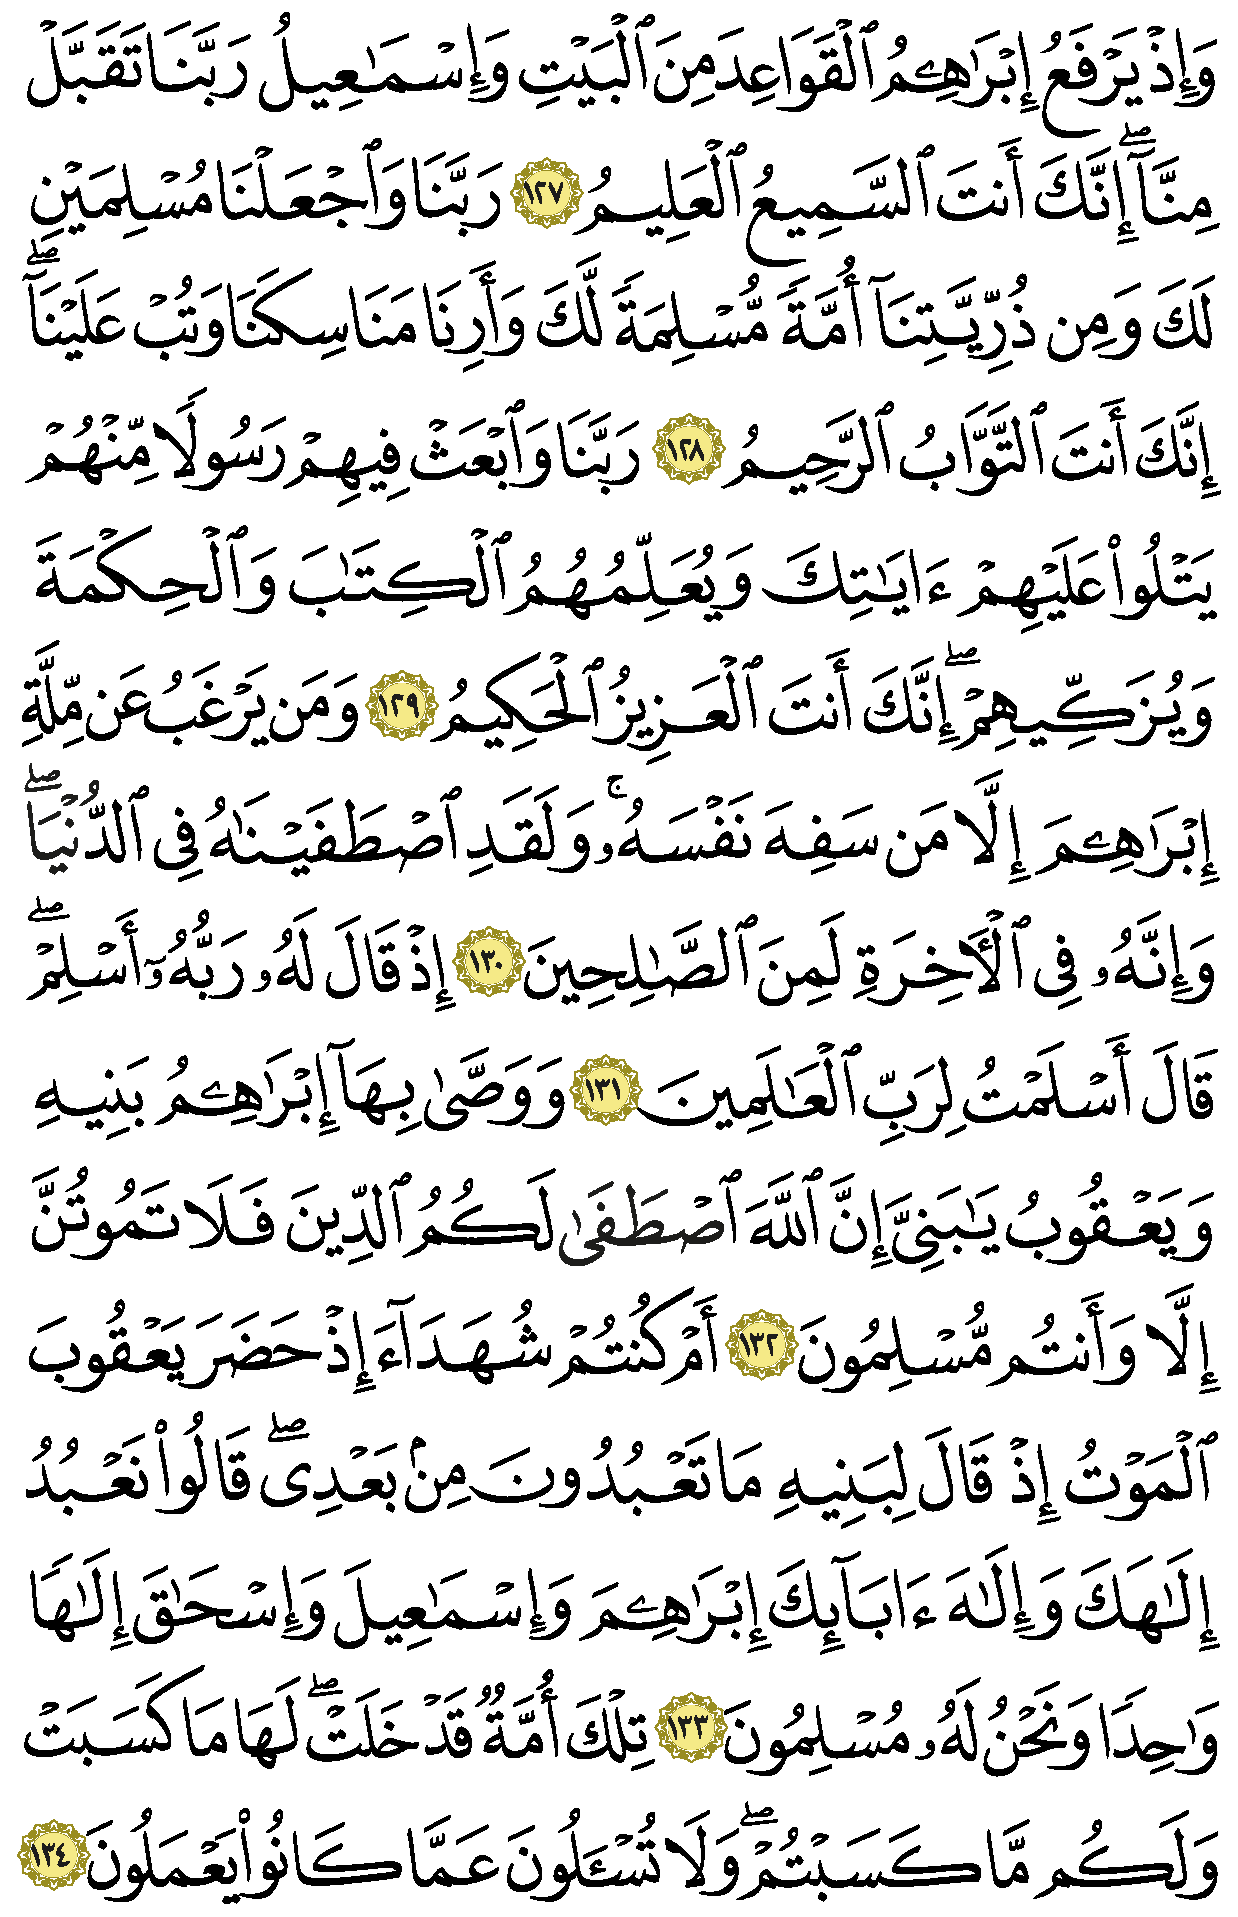 وَإِذۡ يَرۡفَعُ إِبۡرَٰهِـۧمُ ٱلۡقَوَاعِدَ مِنَ ٱلۡبَيۡتِ وَإِسۡمَٰعِيلُ رَبَّنَا تَقَبَّلۡ
مِنَّآۖ إِنَّكَ أَنتَ ٱلسَّمِيعُ ٱلۡعَلِيمُ ١٢٧ رَبَّنَا وَٱجۡعَلۡنَا مُسۡلِمَيۡنِ
لَكَ وَمِن ذُرِّيَّتِنَآ أُمَّةٗ مُّسۡلِمَةٗ لَّكَ وَأَرِنَا مَنَاسِكَنَا وَتُبۡ عَلَيۡنَآۖ
إِنَّكَ أَنتَ ٱلتَّوَّابُ ٱلرَّحِيمُ ١٢٨ رَبَّنَا وَٱبۡعَثۡ فِيهِمۡ رَسُولٗا مِّنۡهُمۡ
يَتۡلُواْ عَلَيۡهِمۡ ءَايَٰتِكَ وَيُعَلِّمُهُمُ ٱلۡكِتَٰبَ وَٱلۡحِكۡمَةَ
وَيُزَكِّيهِمۡۖ إِنَّكَ أَنتَ ٱلۡعَزِيزُ ٱلۡحَكِيمُ ١٢٩ وَمَن يَرۡغَبُ عَن مِّلَّةِ
إِبۡرَٰهِـۧمَ إِلَّا مَن سَفِهَ نَفۡسَهُۥۚ وَلَقَدِ ٱصۡطَفَيۡنَٰهُ فِي ٱلدُّنۡيَاۖ
وَإِنَّهُۥ فِي ٱلۡأٓخِرَةِ لَمِنَ ٱلصَّٰلِحِينَ ١٣٠ إِذۡ قَالَ لَهُۥ رَبُّهُۥٓ أَسۡلِمۡۖ
قَالَ أَسۡلَمۡتُ لِرَبِّ ٱلۡعَٰلَمِينَ ١٣١ وَوَصَّىٰ بِهَآ إِبۡرَٰهِـۧمُ بَنِيهِ
وَيَعۡقُوبُ يَٰبَنِيَّ إِنَّ ٱللَّهَ ٱصۡطَفَىٰ لَكُمُ ٱلدِّينَ فَلَا تَمُوتُنَّ
إِلَّا وَأَنتُم مُّسۡلِمُونَ ١٣٢ أَمۡ كُنتُمۡ شُهَدَآءَ إِذۡ حَضَرَ يَعۡقُوبَ
ٱلۡمَوۡتُ إِذۡ قَالَ لِبَنِيهِ مَا تَعۡبُدُونَ مِنۢ بَعۡدِيۖ قَالُواْ نَعۡبُدُ
إِلَٰهَكَ وَإِلَٰهَ ءَابَآئِكَ إِبۡرَٰهِـۧمَ وَإِسۡمَٰعِيلَ وَإِسۡحَٰقَ إِلَٰهٗا
وَٰحِدٗا وَنَحۡنُ لَهُۥ مُسۡلِمُونَ ١٣٣ تِلۡكَ أُمَّةٞ قَدۡ خَلَتۡۖ لَهَا مَا كَسَبَتۡ
وَلَكُم مَّا كَسَبۡتُمۡۖ وَلَا تُسۡـَٔلُونَ عَمَّا كَانُواْ يَعۡمَلُونَ ١٣٤